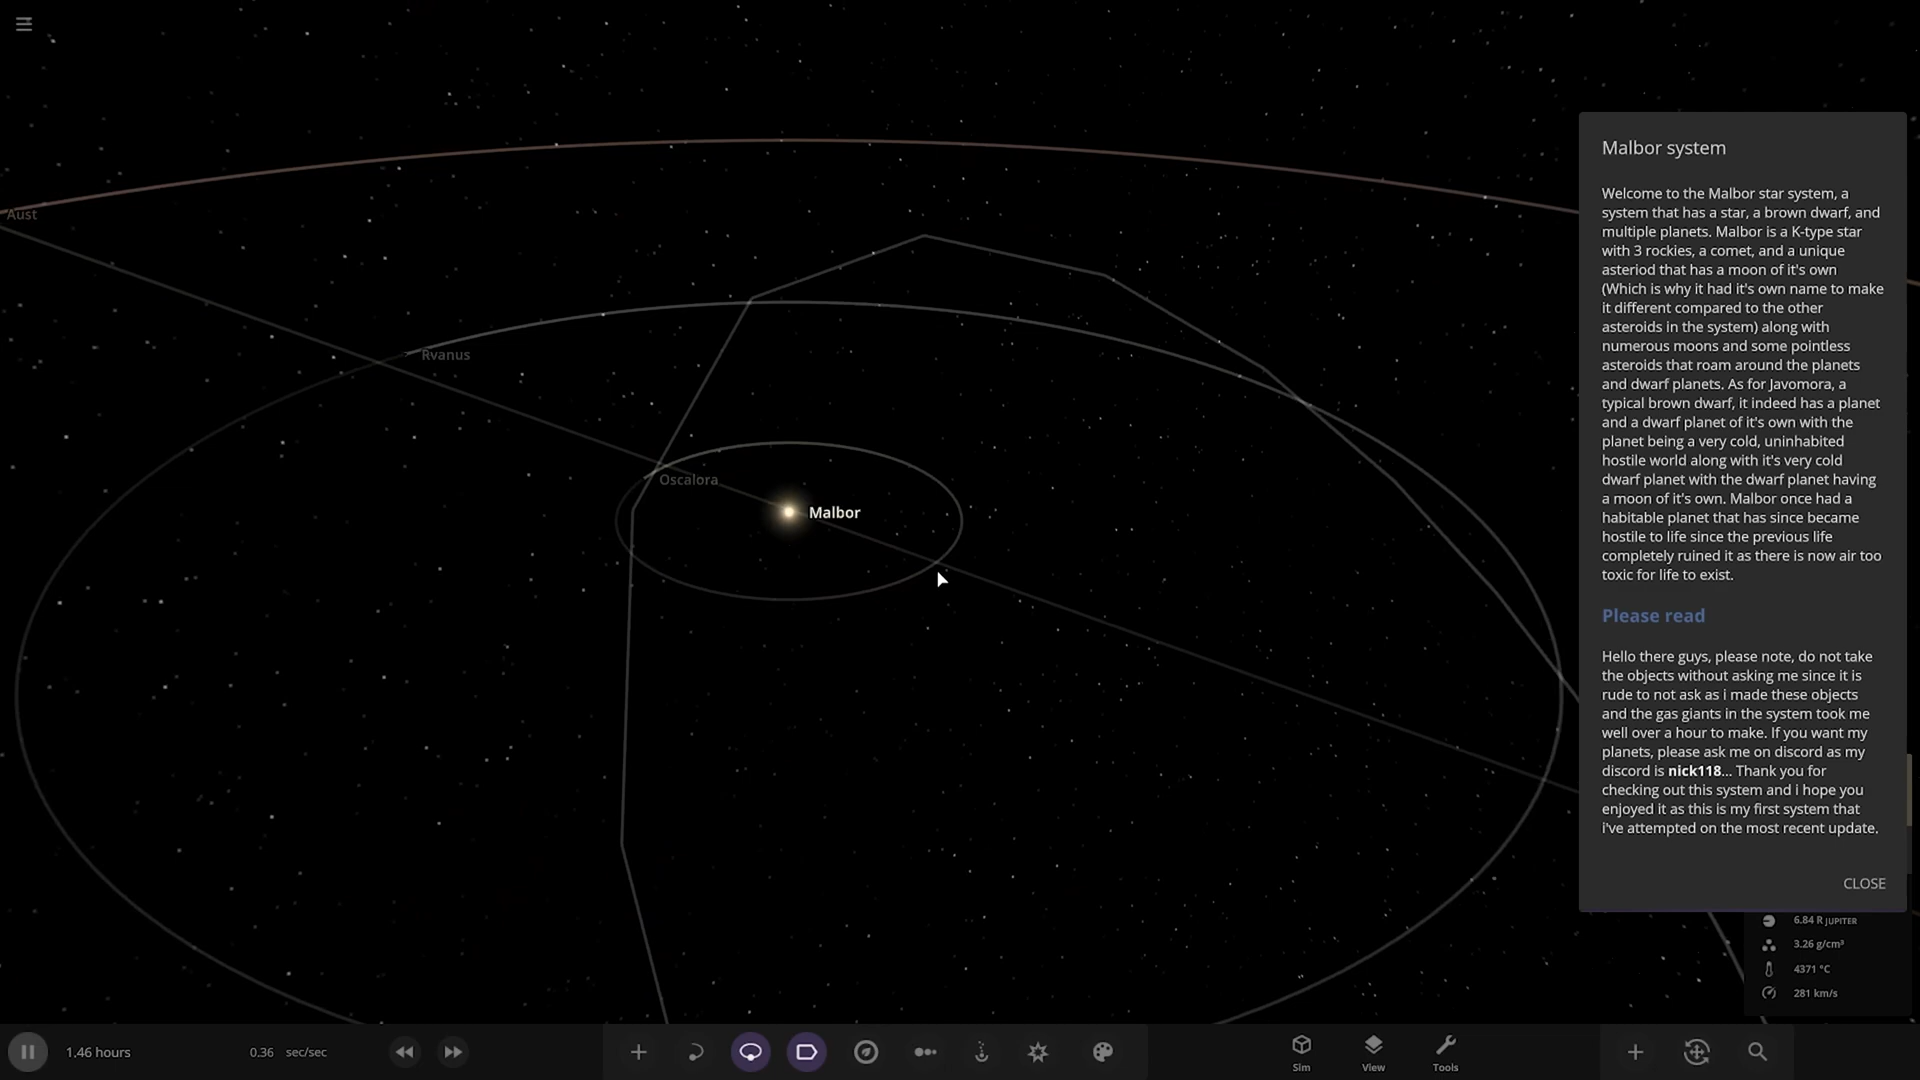 Malbor system
Welcome to the Malbor star system, a
system that has a star, a brown dwarf, and
multiple planets. Malbor is a K-type star
with 3 rockies, a comet, and a unique
asteriod that has a moon of it's own
(Which is why it had it's own name to make
it different compared to the other
asteroids in the system) along with
numerous moons and some pointless
asteroids that roam around the planets
and dwarf planets. As for Javomora, a
typical brown dwarf, it indeed has a planet
and a dwarf planet of it's own with the
planet being a very cold, uninhabited
hostile world along with it's very cold
dwarf planet with the dwarf planet having
a moon of it's own. Malbor once had a
habitable planet that has since became
hostile to life since the previous life
completely ruined it as there is now air too
toxic for life to exist.
Please read
Hello there guys, please note, do not take
the objects without asking me since it is
rude to not ask as i made these objects
and the gas giants in the system took me
well over a hour to make. If you want my
planets, please ask me on discord as my
discord is nick118... Thank you for
checking out this system and i hope you
enjoyed it as this is my first system that
i've attempted on the most recent update.
CLOSE
Aust
Rvanus
Oscalora
Malbor
6.84 R JUPITER
3.26 g/cm³
4371 °C
281 km/s
1.46 hours
0.36 sec/sec
Sim
View
Tools